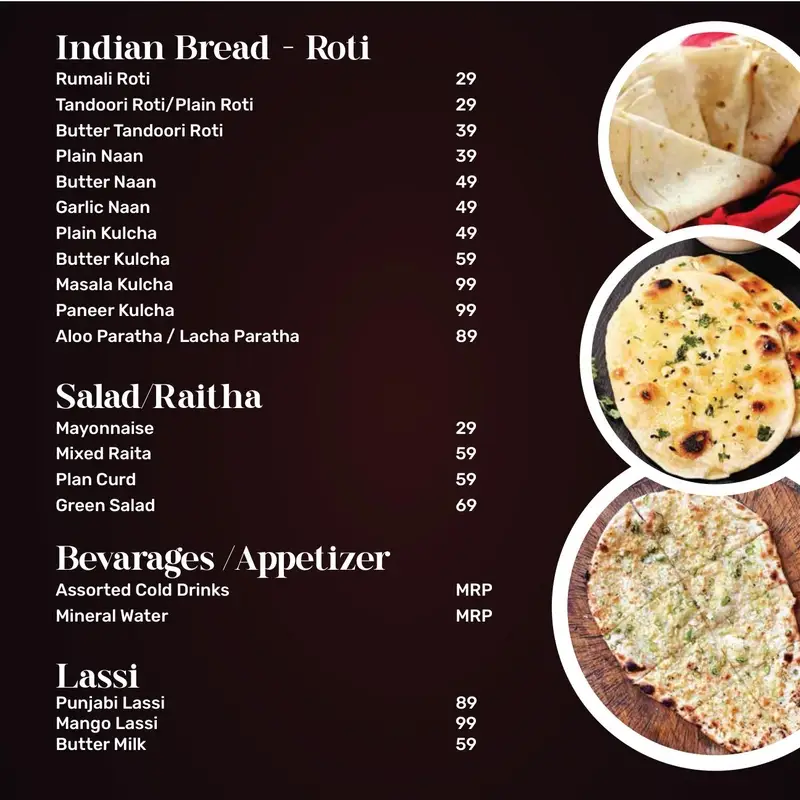 Indian Bread - Roti
Rumali Roti 29
Tandoori Roti/Plain Roti 29
Butter Tandoori Roti 39
Plain Naan 39
Butter Naan 49
Garlic Naan 49
Plain Kulcha 49
Butter Kulcha 59
Masala Kulcha 99
Paneer Kulcha 99
Aloo Paratha / Lacha Paratha 89
Salad/Raitha
Mayonnaise 29
Mixed Raita 59
Plan Curd 59
Green Salad 69
Bevarages /Appetizer
Assorted Cold Drinks MRP
Mineral Water MRP
Lassi
Punjabi Lassi 89
Mango Lassi 99
Butter Milk 59